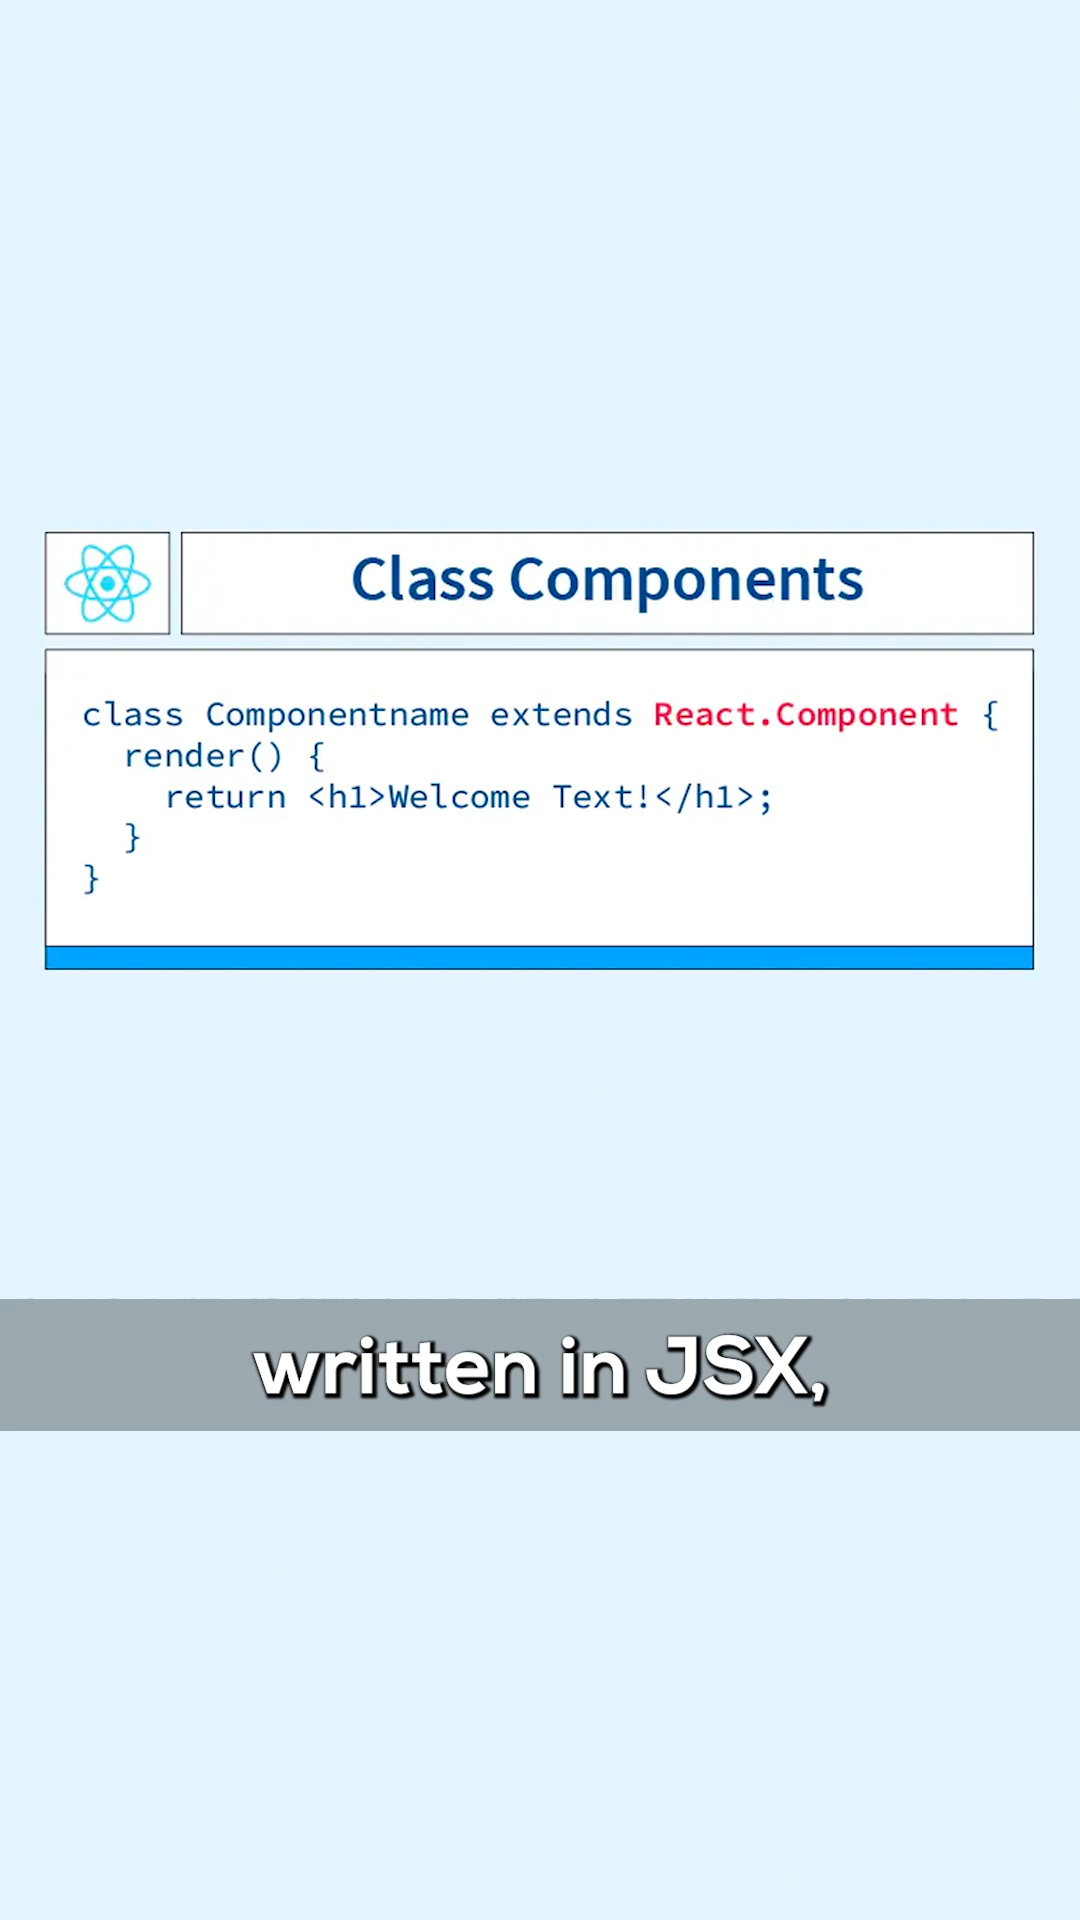 Class Components
class Componentname extends React.Component {
  render() {
    return <h1>Welcome Text!</h1>;
  }
}
written in JSX,